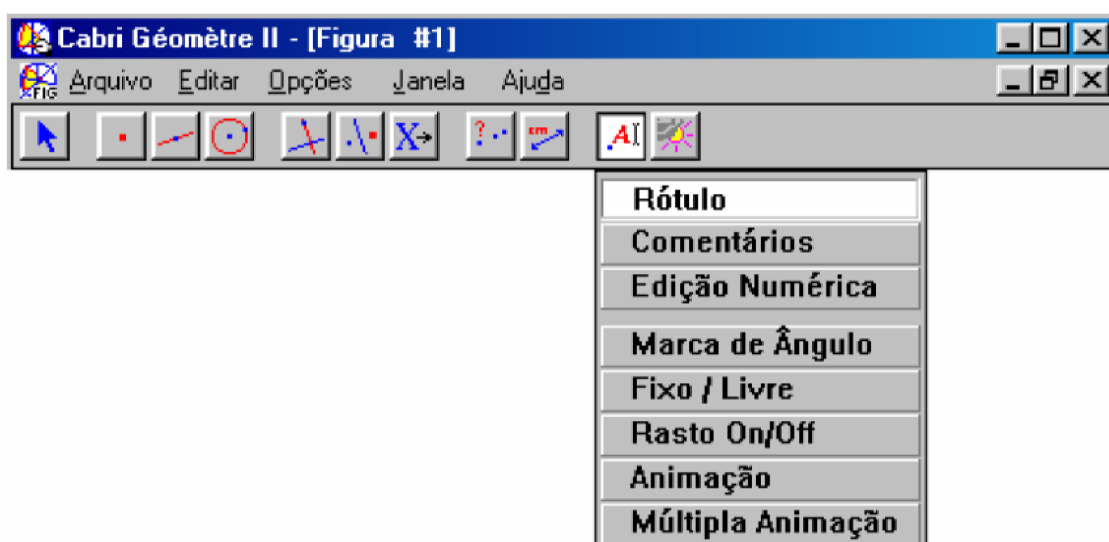 Cabri Géomètre II - [Figura #1]
FIG Arquivo Editar Opções Janela Ajuda
X ? cm A
Rótulo
Comentários
Edição Numérica
Marca de Ângulo
Fixo / Livre
Rasto On/Off
Animação
Múltipla Animação